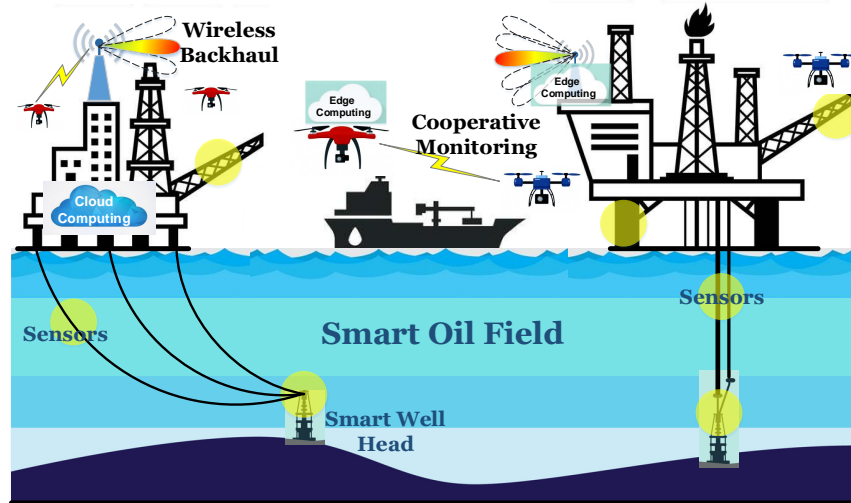 Wireless
Backhaul
Edge
Computing
Edge
Computing
Cooperative
Monitoring
Cloud
Computing
Sensors
Sensors
Smart Oil Field
Smart Well
Head